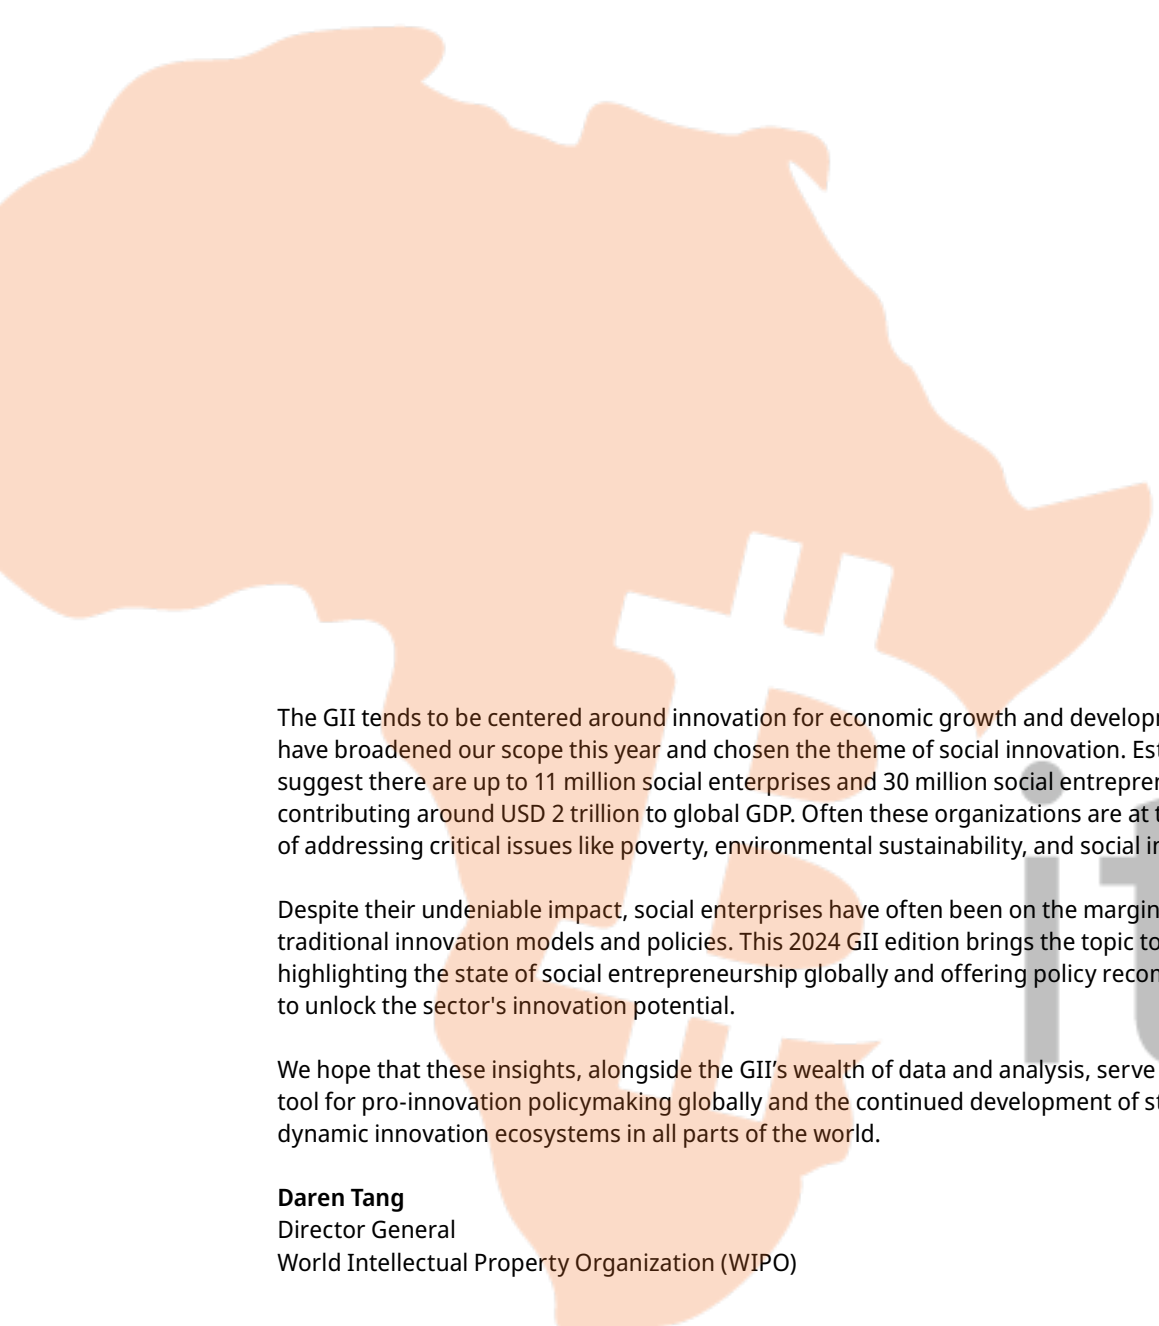 The GII tends to be centered around innovation for economic growth and develop
have broadened our scope this year and chosen the theme of social innovation. Est
suggest there are up to 11 million social enterprises and 30 million social entrepre
contributing around USD 2 trillion to global GDP. Often these organizations are at t
of addressing critical issues like poverty, environmental sustainability, and social i
Despite their undeniable impact, social enterprises have often been on the margin
traditional innovation models and policies. This 2024 GII edition brings the topic to
highlighting the state of social entrepreneurship globally and offering policy recon
to unlock the sector's innovation potential.
We hope that these insights, alongside the GII’s wealth of data and analysis, serve
tool for pro-innovation policymaking globally and the continued development of st
dynamic innovation ecosystems in all parts of the world.
Daren Tang
Director General
World Intellectual Property Organization (WIPO)
it